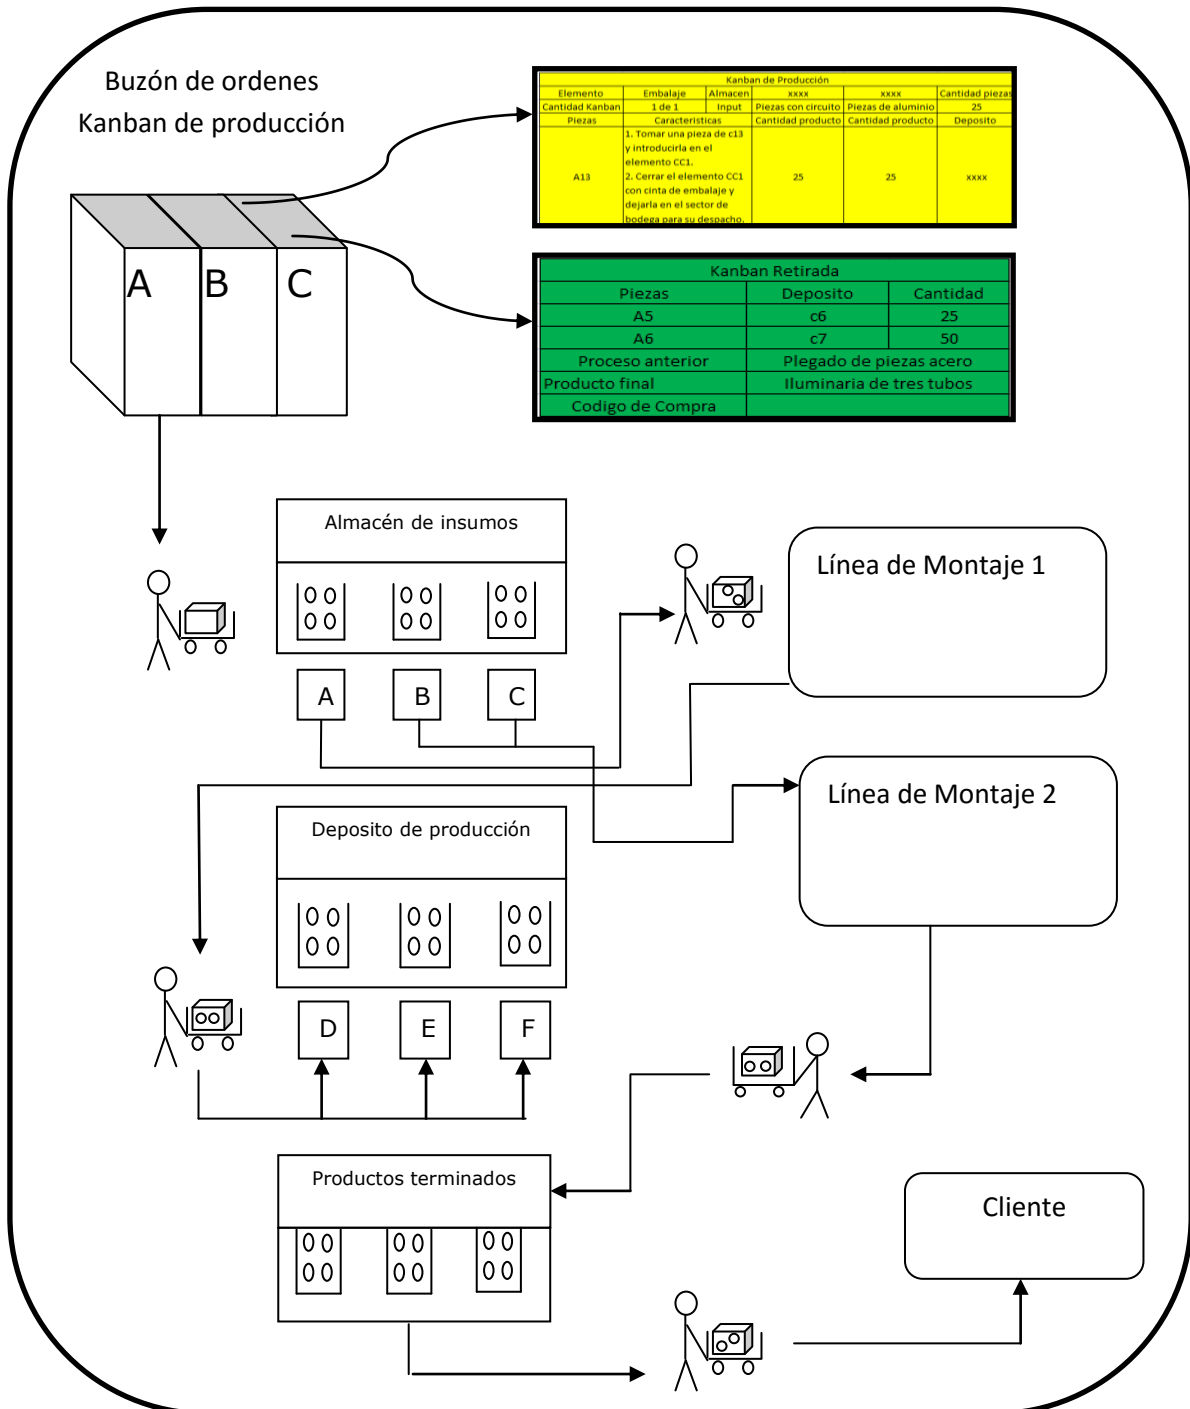 Buzón de ordenes
Kanban de producción
Kanban de Producción
Elemento Embalaje Almacen xxxx xxxx Cantidad piezas
Cantidad Kanban 1 de 1 Input Piezas con circuito Piezas de aluminio 25
Piezas Caracteristicas Cantidad producto Cantidad producto Deposito
1. Tomar una pieza de c13
y introducirla en el
elemento CC1.
A13 2. Cerrar el elemento CC1 25 25 xxxx
con cinta de embalaje y
dejarla en el sector de
bodega para su despacho.
A B C
Kanban Retirada
Piezas Deposito Cantidad
A5 c6 25
A6 c7 50
Proceso anterior Plegado de piezas acero
Producto final Iluminaria de tres tubos
Codigo de Compra
Almacén de insumos
Línea de Montaje 1
A B C
Línea de Montaje 2
Deposito de producción
D E F
Productos terminados
Cliente